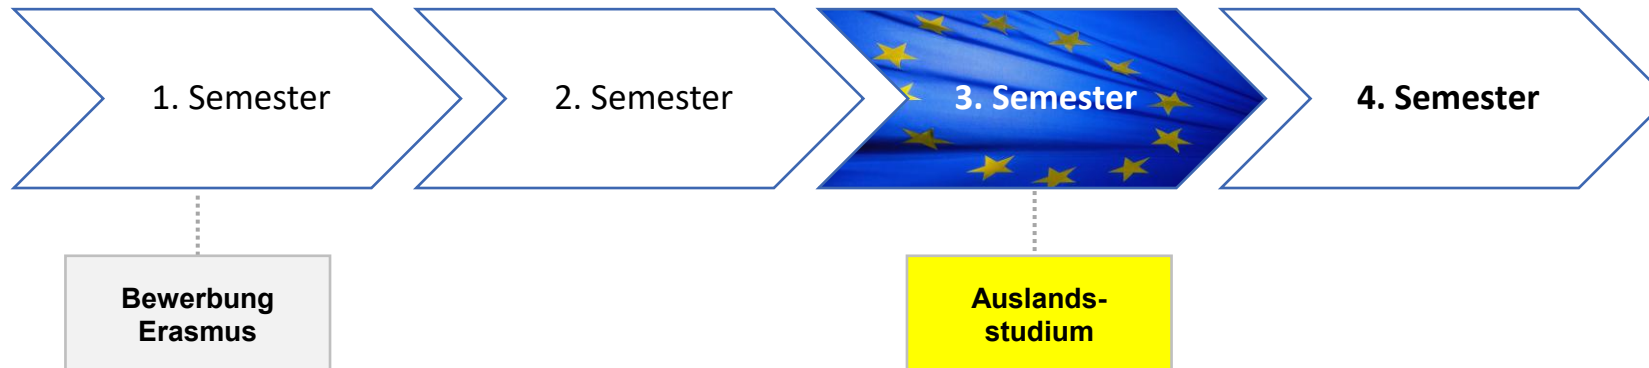 1. Semester
2. Semester
3. Semester
4. Semester
Bewerbung
Erasmus
Auslands-
studium